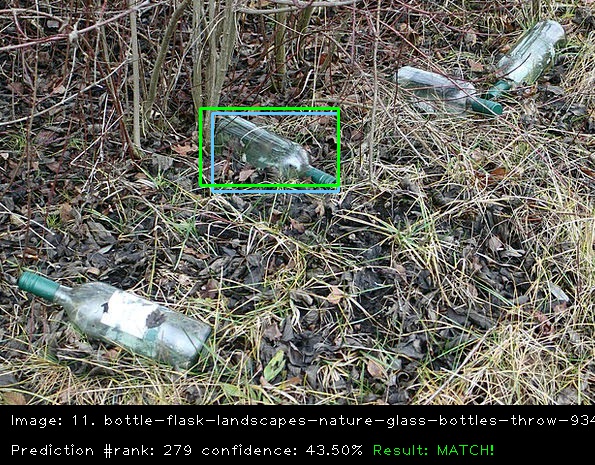 Image: 11. bottle-flask-landscapes-nature-glass-bottles-throw-934
Prediction #rank: 279 confidence: 43.50% Result: MATCH!